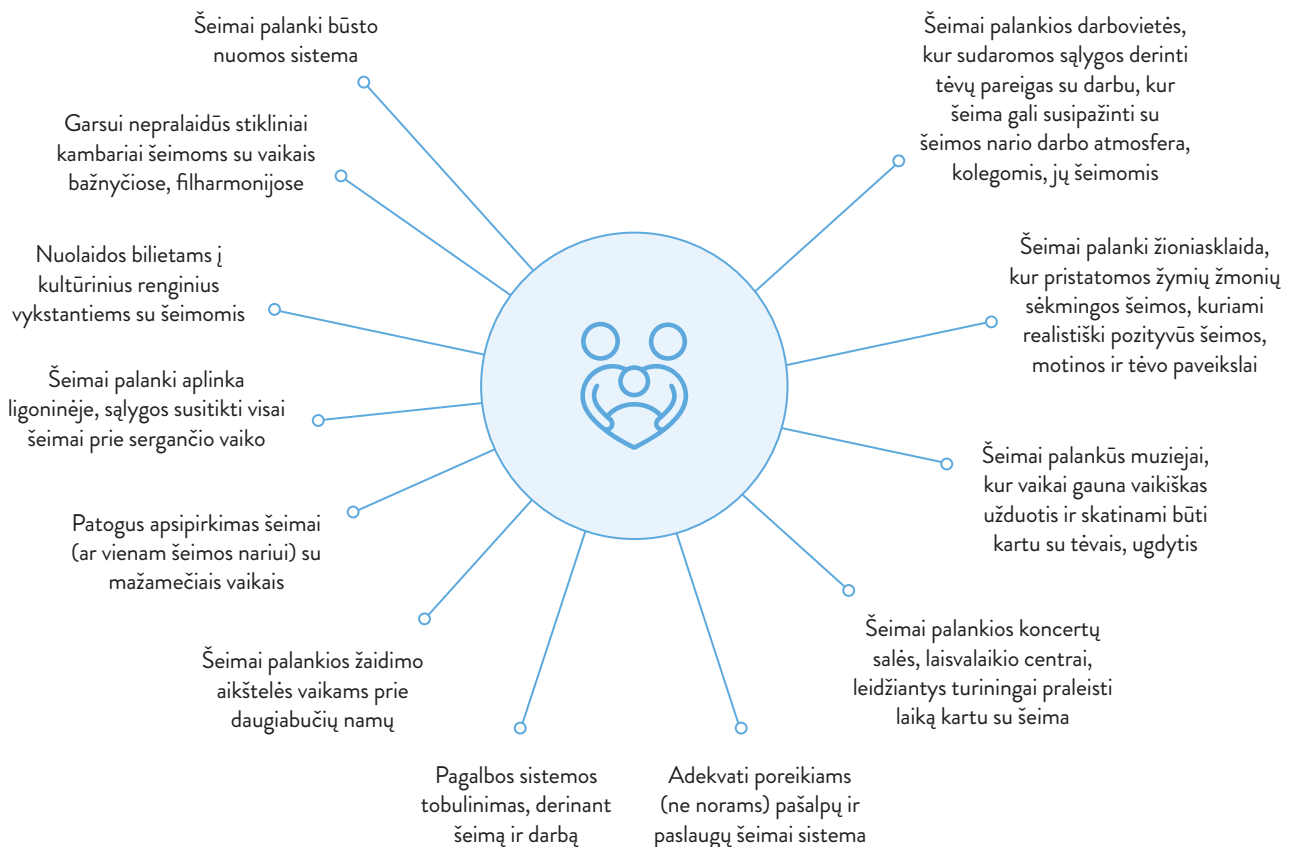 Šeimai palanki būsto
nuomos sistema
Garsui nepralaidūs stikliniai
kambariai šeimoms su vaikais
bažnyčiose, filharmonijose
Nuolaidos bilietams į
kultūrinius renginius
vykstantiems su šeimomis
Šeimai palanki aplinka
ligoninėje, sąlygos susitikti visai
šeimai prie sergančio vaiko
Patogus apsipirkimas šeimai
(ar vienam šeimos nariui) su
mažamečiais vaikais
Šeimai palankios žaidimo
aikštelės vaikams prie
daugiabučių namų
Pagalbos sistemos
tobulinimas, derinant
šeimą ir darbą
Adekvati poreikiams
(ne norams) pašalpų ir
paslaugų šeimai sistema
Šeimai palankios koncertų
salės, laisvalaikio centrai,
leidžiantys turiningai praleisti
laiką kartu su šeima
Šeimai palankūs muziejai,
kur vaikai gauna vaikiškas
užduotis ir skatinami būti
kartu su tėvais, ugdytis
Šeimai palanki žioniasklaida,
kur pristatomos žymių žmonių
sėkmingos šeimos, kuriami
realistiški pozityvūs šeimos,
motinos ir tėvo paveikslai
Šeimai palankios darbovietės,
kur sudaromos sąlygos derinti
tėvų pareigas su darbu, kur
šeima gali susipažinti su
šeimos nario darbo atmosfera,
kolegomis, jų šeimomis